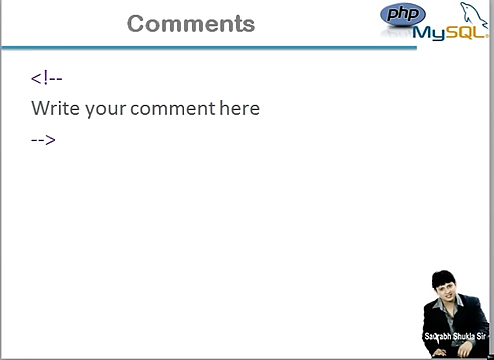 Comments
php
MySQL®
<!--
Write your comment here
-->
Saurabh Shukla Sir